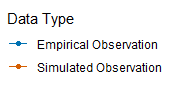 Data Type
Empirical Observation
Simulated Observation